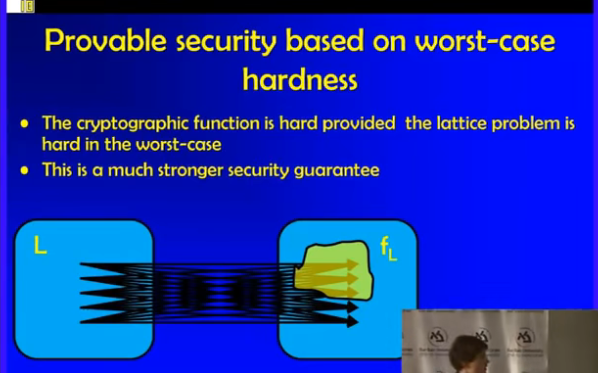 Provable security based on worst-case
hardness
• The cryptographic function is hard provided the lattice problem is
hard in the worst-case
• This is a much stronger security guarantee
L
fL